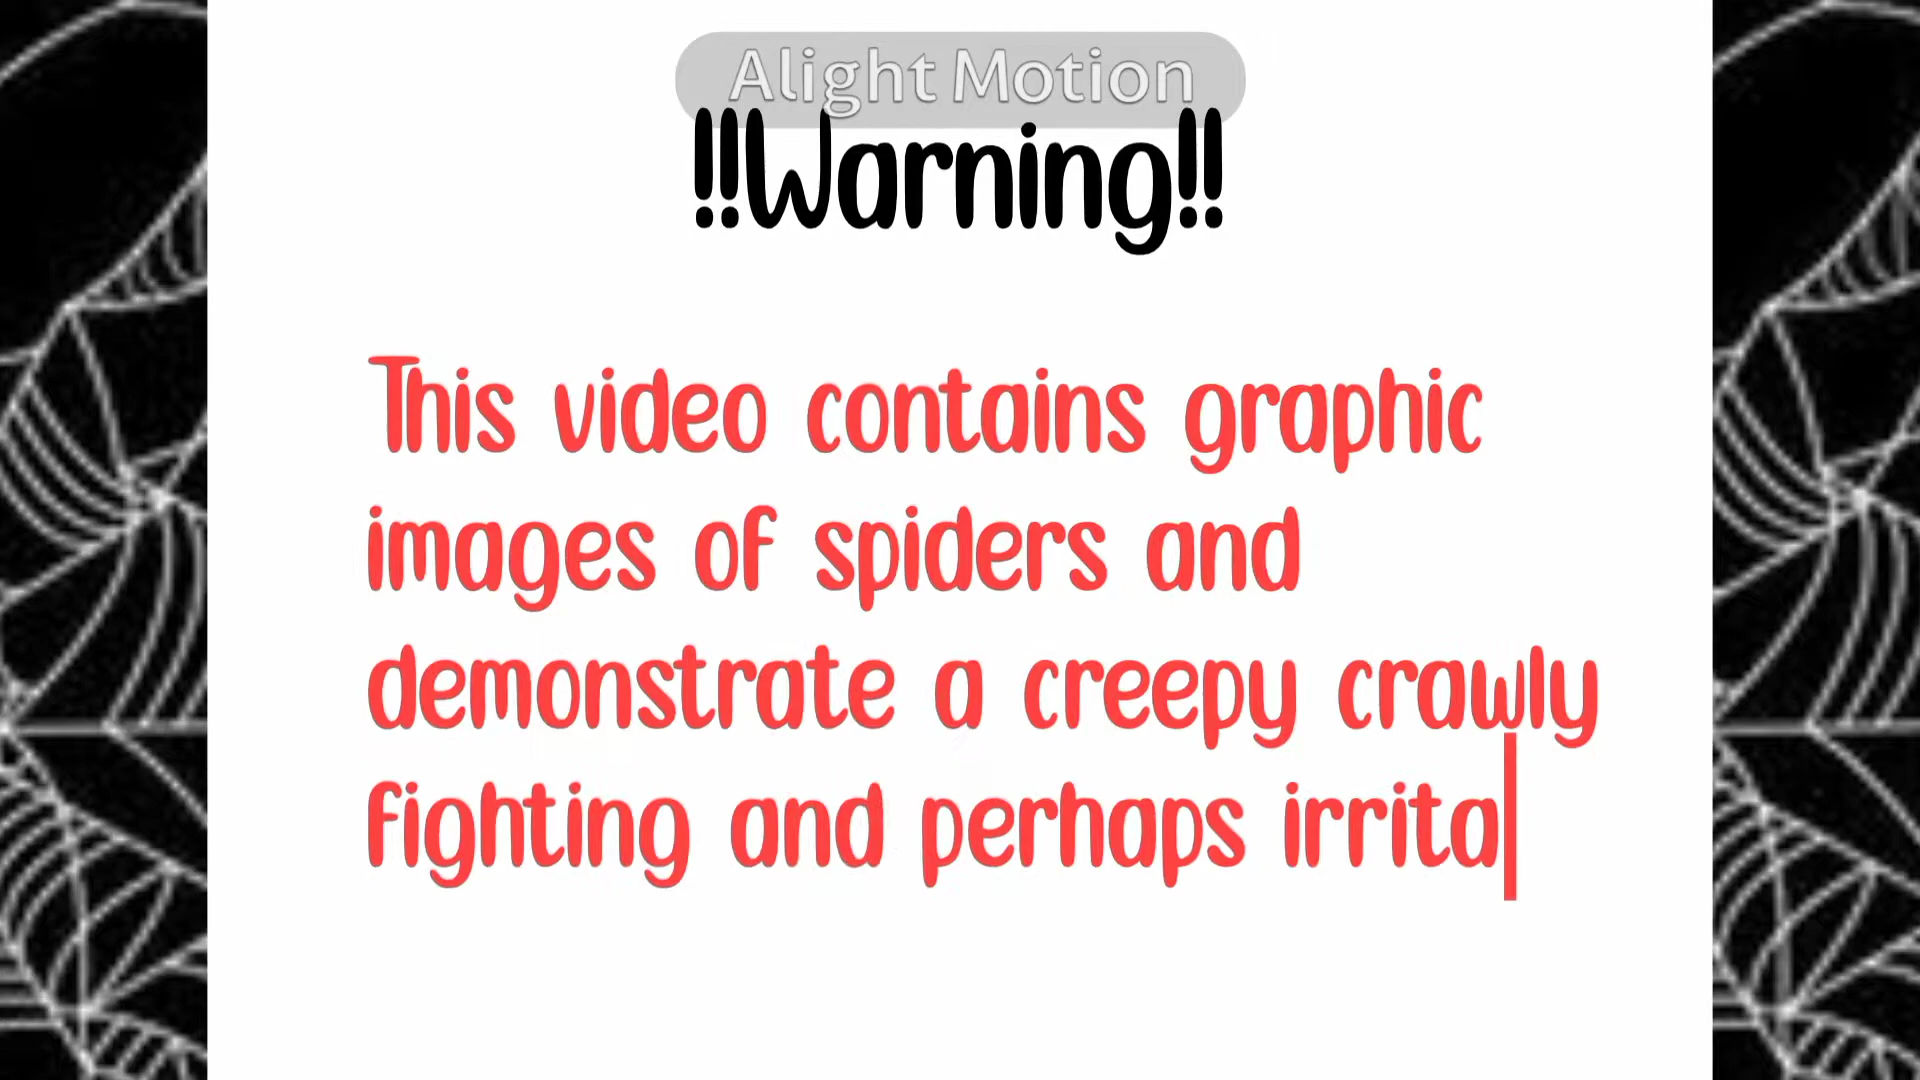 Alight Motion
!!Warning!!
This video contains graphic
images of spiders and
demonstrate a creepy crawly
fighting and perhaps irrita